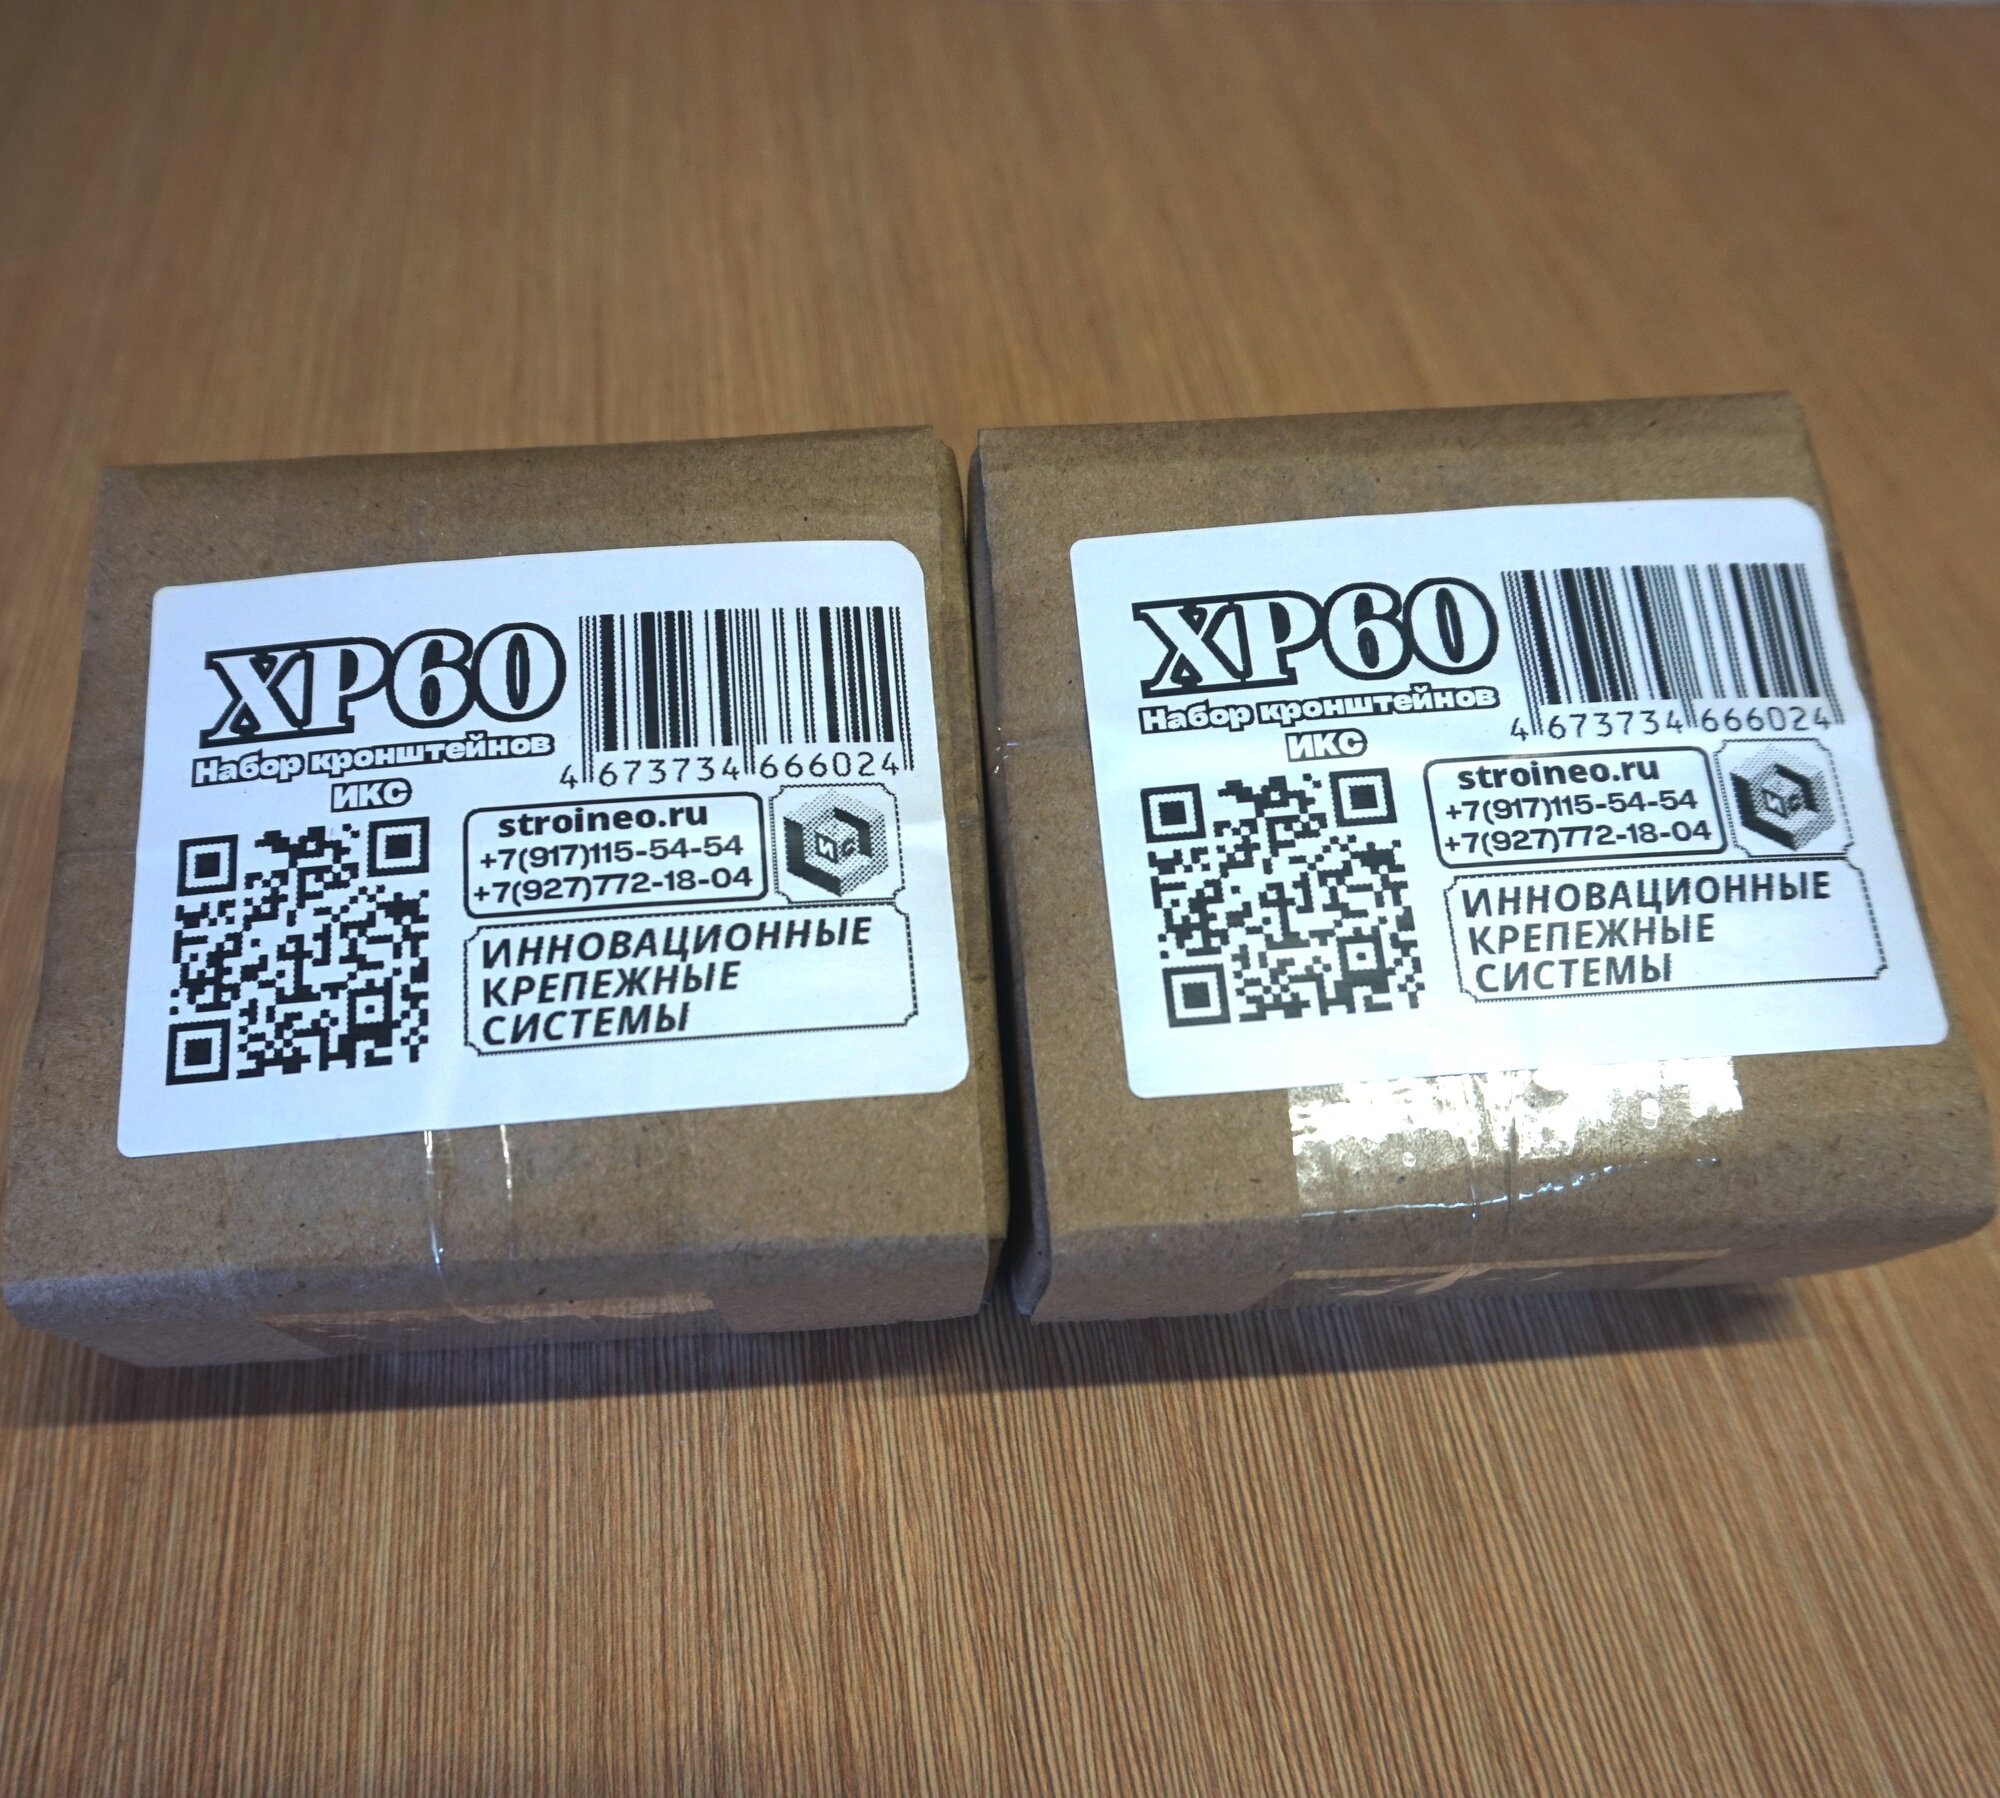 XP60
Набор кронштейнов
ИКС
4 673734 666024
stroineo.ru
+7(917)115-54-54
+7(927)772-18-04
ИННОВАЦИОННЫЕ
КРЕПЕЖНЫЕ
СИСТЕМЫ
XP60
Набор кронштейнов
ИКС
4 673734 666024
stroineo.ru
+7(917)115-54-54
+7(927)772-18-04
ИННОВАЦИОННЫЕ
КРЕПЕЖНЫЕ
СИСТЕМЫ